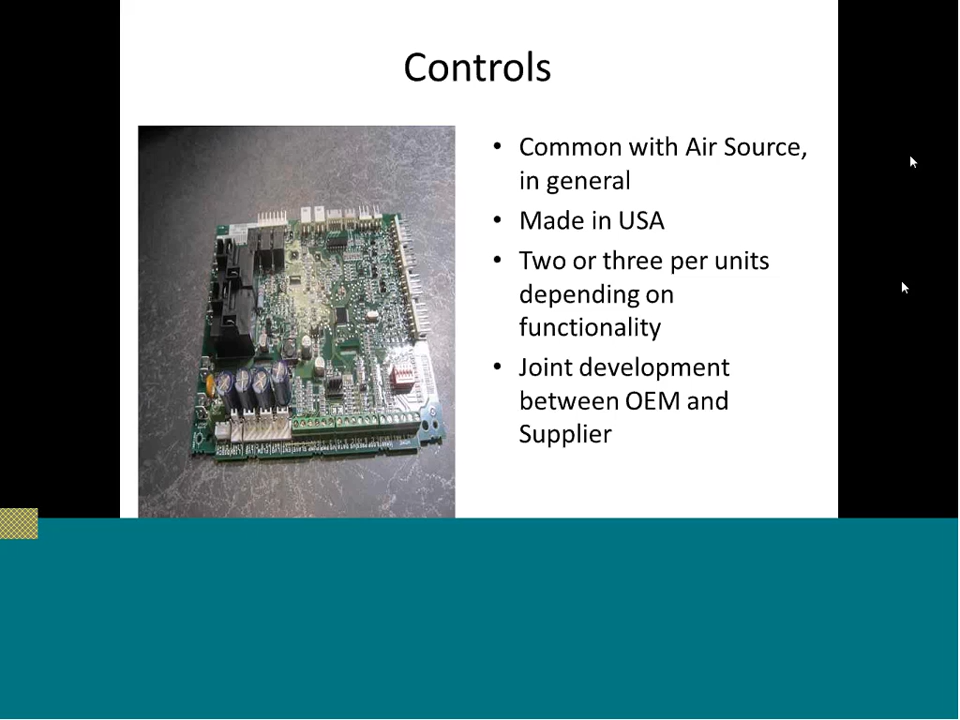 Controls
• Common with Air Source,
in general
• Made in USA
• Two or three per units
depending on
functionality
• Joint development
between OEM and
Supplier